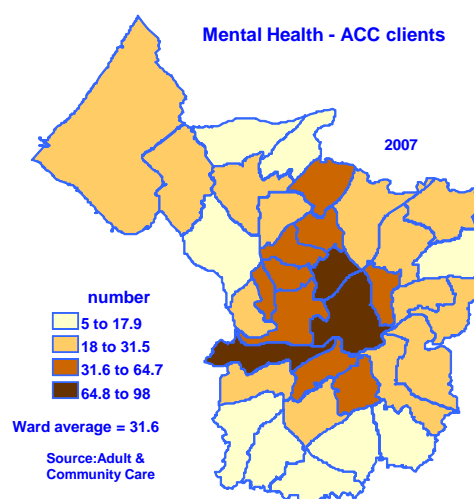 Mental Health - ACC clients
2007
number
5 to 17.9
18 to 31.5
31.6 to 64.7
64.8 to 98
Ward average = 31.6
Source:Adult &
Community Care